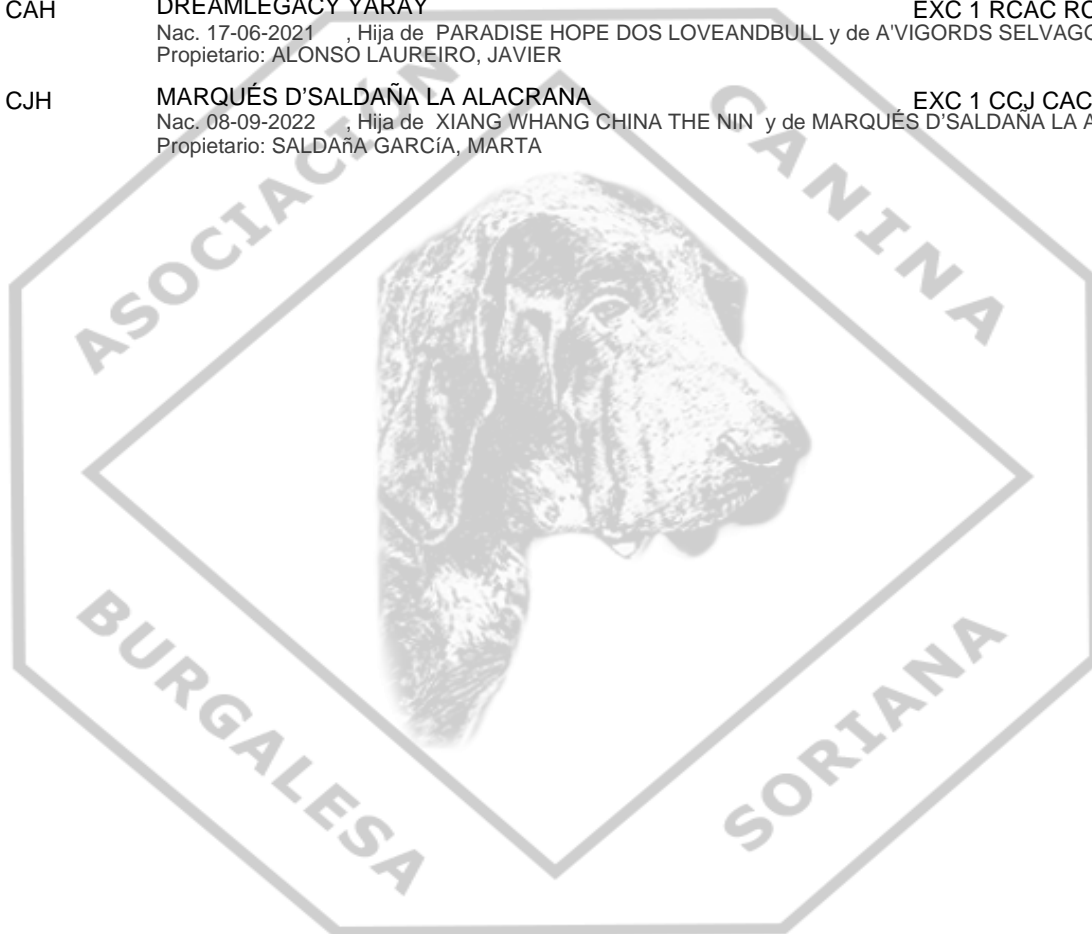 CAH DREAMLEGACY YARAY EXC 1 RCAC
Nac. 17-06-2021 , Hija de PARADISE HOPE DOS LOVEANDBULL y de A'VIGORDS
Propietario: ALONSO LAUREIRO, JAVIER
CJH MARQUÉS D'SALDAÑA LA ALACRANA EXC 1 CCJ CAC
Nac. 08-09-2022 , Hija de XIANG WHANG CHINA THE NIN y de MARQUÉS D'SALDAÑA LA
Propietario: SALDAñA GARCíA, MARTA
ASOCIACIÓN
CANINA
BURGALESA
SORIANA